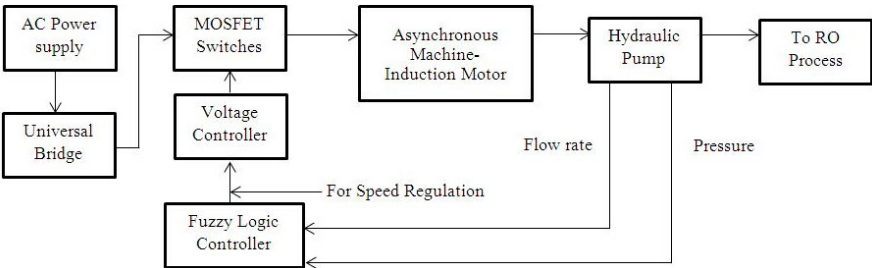 AC Power
supply
MOSFET
Switches
Asynchronous
Machine-
Induction Motor
Hydraulic
Pump
To RO
Process
Universal
Bridge
Voltage
Controller
Flow rate
Pressure
For Speed Regulation
Fuzzy Logic
Controller